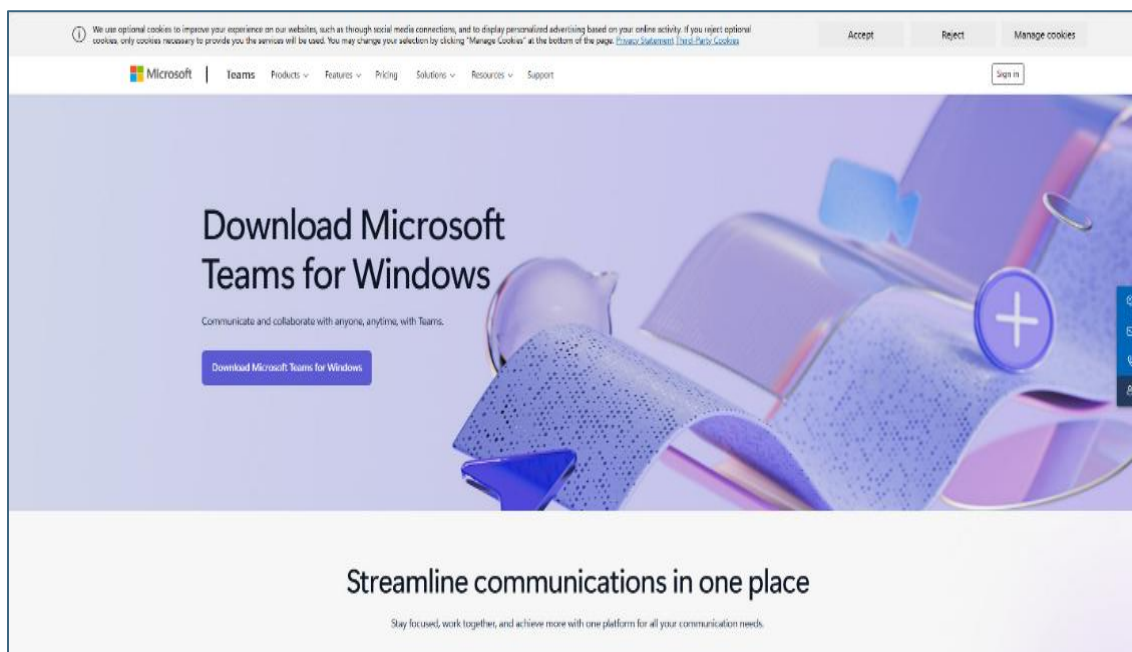 We use optional cookies to improve your experience on our websites, such as through social media connections, and to display personalized advertising based on your online activity. If you reject optional
cookies, only cookies necessary to provide you the services will be used. You may change your selection by clicking "Manage Cookies" at the bottom of the page. Privacy Statement Third-Party Cookies
Accept Reject Manage cookies
Microsoft | Teams Products Features Pricing Solutions Resources Support Sign in
Download Microsoft
Teams for Windows
Communicate and collaborate with anyone, anytime, with Teams.
Download Microsoft Teams for Windows
Streamline communications in one place
Stay focused, work together, and achieve more with one platform for all your communication needs.